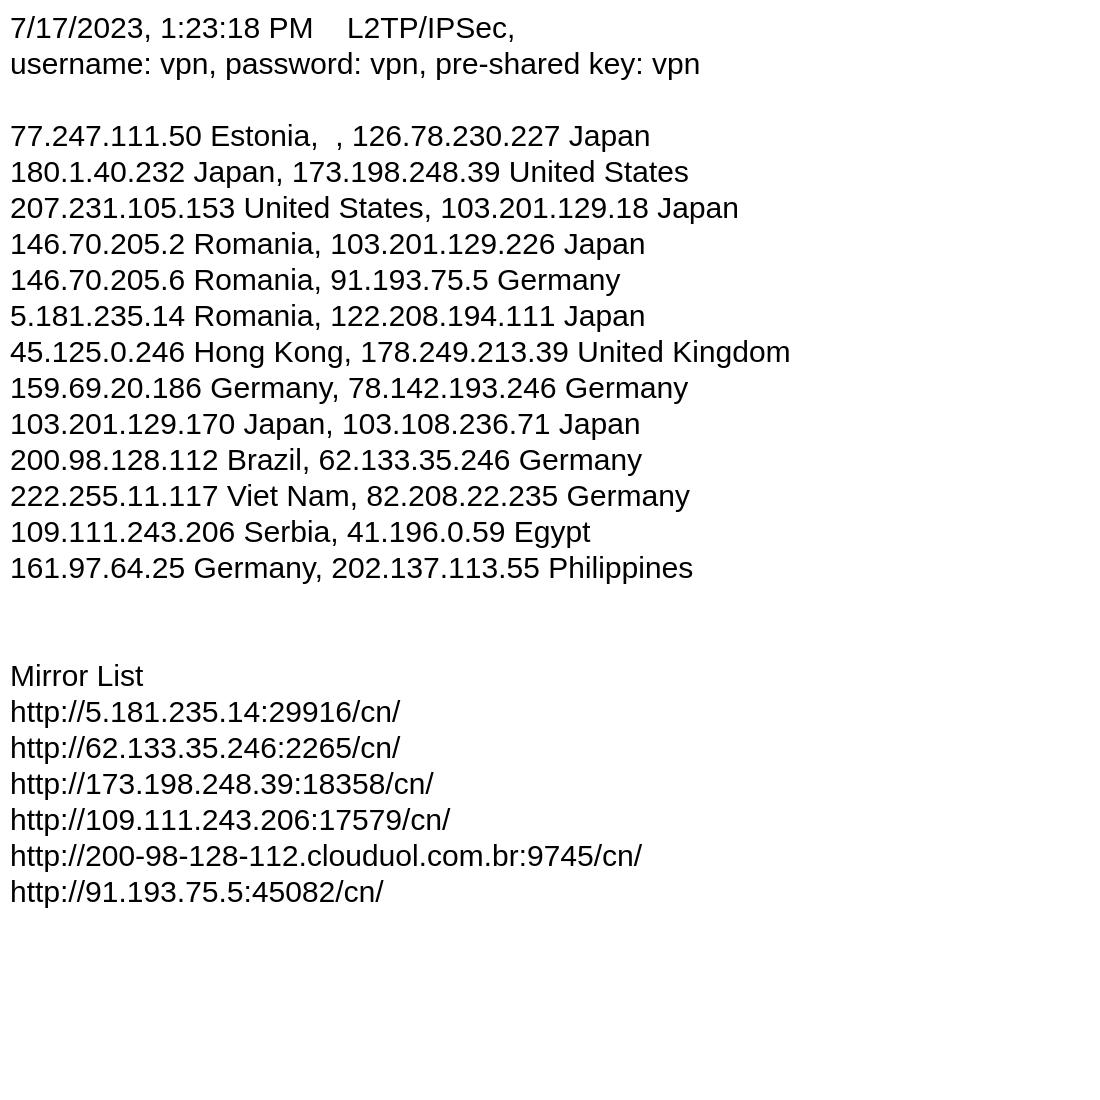 7/17/2023, 1:23:18 PM    L2TP/IPSec,
username: vpn, password: vpn, pre-shared key: vpn
77.247.111.50 Estonia,  , 126.78.230.227 Japan
180.1.40.232 Japan, 173.198.248.39 United States
207.231.105.153 United States, 103.201.129.18 Japan
146.70.205.2 Romania, 103.201.129.226 Japan
146.70.205.6 Romania, 91.193.75.5 Germany
5.181.235.14 Romania, 122.208.194.111 Japan
45.125.0.246 Hong Kong, 178.249.213.39 United Kingdom
159.69.20.186 Germany, 78.142.193.246 Germany
103.201.129.170 Japan, 103.108.236.71 Japan
200.98.128.112 Brazil, 62.133.35.246 Germany
222.255.11.117 Viet Nam, 82.208.22.235 Germany
109.111.243.206 Serbia, 41.196.0.59 Egypt
161.97.64.25 Germany, 202.137.113.55 Philippines
Mirror List
http://5.181.235.14:29916/cn/
http://62.133.35.246:2265/cn/
http://173.198.248.39:18358/cn/
http://109.111.243.206:17579/cn/
http://200-98-128-112.clouduol.com.br:9745/cn/
http://91.193.75.5:45082/cn/